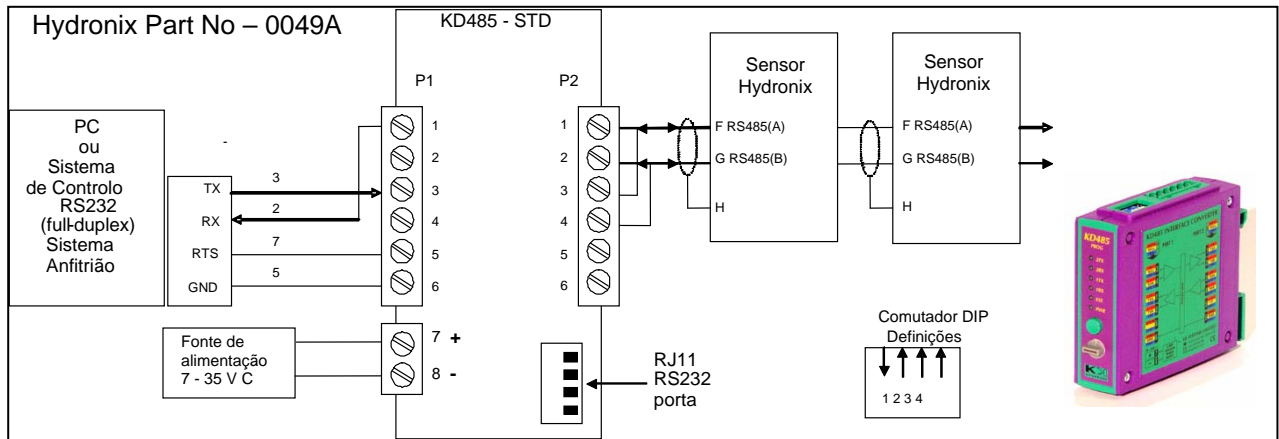 Hydronix Part No – 0049A
KD485 - STD
P1
P2
PC
ou
Sistema
de Controlo
RS232
(full-duplex)
Sistema
Anfitrião
-
TX
RX
RTS
GND
3
2
7
5
1
2
3
4
5
6
7 +
8 -
1
2
3
4
5
6
Fonte de
alimentação
7 - 35 V C
Sensor
Hydronix
F RS485(A)
G RS485(B)
H
Sensor
Hydronix
F RS485(A)
G RS485(B)
H
RJ11
RS232
porta
Comutador DIP
Definições
1 2 3 4
KD485
KD485 INTERFACE CONVERTER